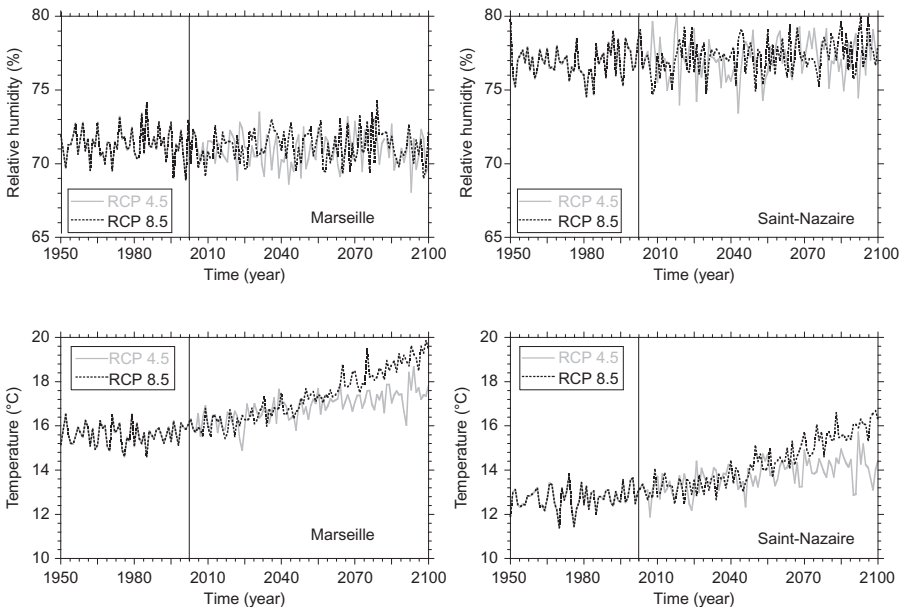 Relative humidity (%)
80
75
70
65
RCP 4.5
RCP 8.5
Marseille
1950 1980 2010 2040 2070 2100
Time (year)
Relative humidity (%)
80
75
70
65
RCP 4.5
RCP 8.5
Saint-Nazaire
1950 1980 2010 2040 2070 2100
Time (year)
Temperature (°C)
20
18
16
14
12
10
RCP 4.5
RCP 8.5
Marseille
1950 1980 2010 2040 2070 2100
Time (year)
Temperature (°C)
20
18
16
14
12
10
RCP 4.5
RCP 8.5
Saint-Nazaire
1950 1980 2010 2040 2070 2100
Time (year)